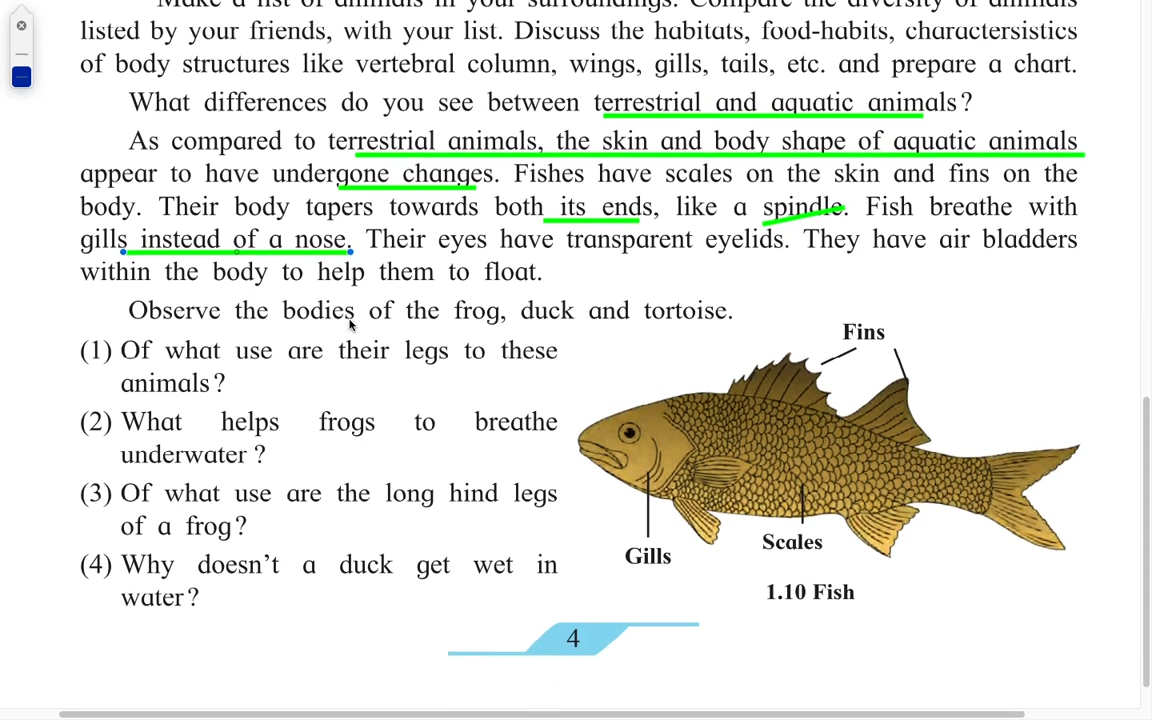 Make a list of animals in your surroundings. Compare the diversity of animals
listed by your friends, with your list. Discuss the habitats, food-habits, charactersistics
of body structures like vertebral column, wings, gills, tails, etc. and prepare a chart.
What differences do you see between terrestrial and aquatic animals?
As compared to terrestrial animals, the skin and body shape of aquatic animals
appear to have undergone changes. Fishes have scales on the skin and fins on the
body. Their body tapers towards both its ends, like a spindle. Fish breathe with
gills instead of a nose. Their eyes have transparent eyelids. They have air bladders
within the body to help them to float.
Observe the bodies of the frog, duck and tortoise.
(1) Of what use are their legs to these
animals?
(2) What helps frogs to breathe
underwater ?
(3) Of what use are the long hind legs
of a frog?
(4) Why doesn't a duck get wet in
water?
Fins
Gills
Scales
1.10 Fish
4